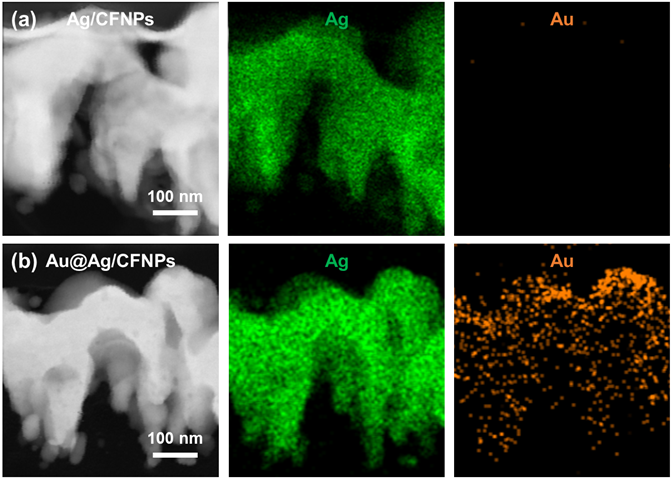 (a) Ag/CFNPs Ag Au
100 nm
(b) Au@Ag/CFNPs Ag Au
100 nm